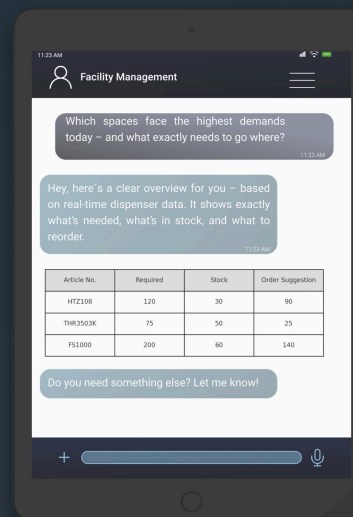 11:23 AM
Facility Management
Which spaces face the highest demands
today – and what exactly needs to go where?
11:23 AM
Hey, here´s a clear overview for you – based
on real-time dispenser data. It shows exactly
what's needed, what's in stock, and what to
reorder.
11:23 AM
Article No. Required Stock Order Suggestion
HTZ108 120 30 90
THR3503K 75 50 25
FS1000 200 60 140
Do you need something else? Let me know!